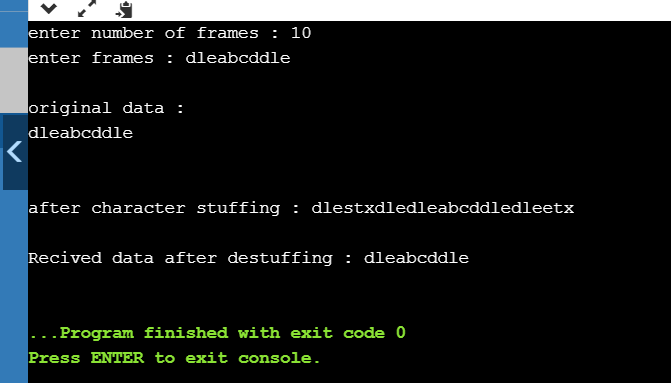 enter number of frames : 10
enter frames : dleabcddle
original data :
dleabcddle
after character stuffing : dlestxdledleabcddledleetx
Recived data after destuffing : dleabcddle
...Program finished with exit code 0
Press ENTER to exit console.